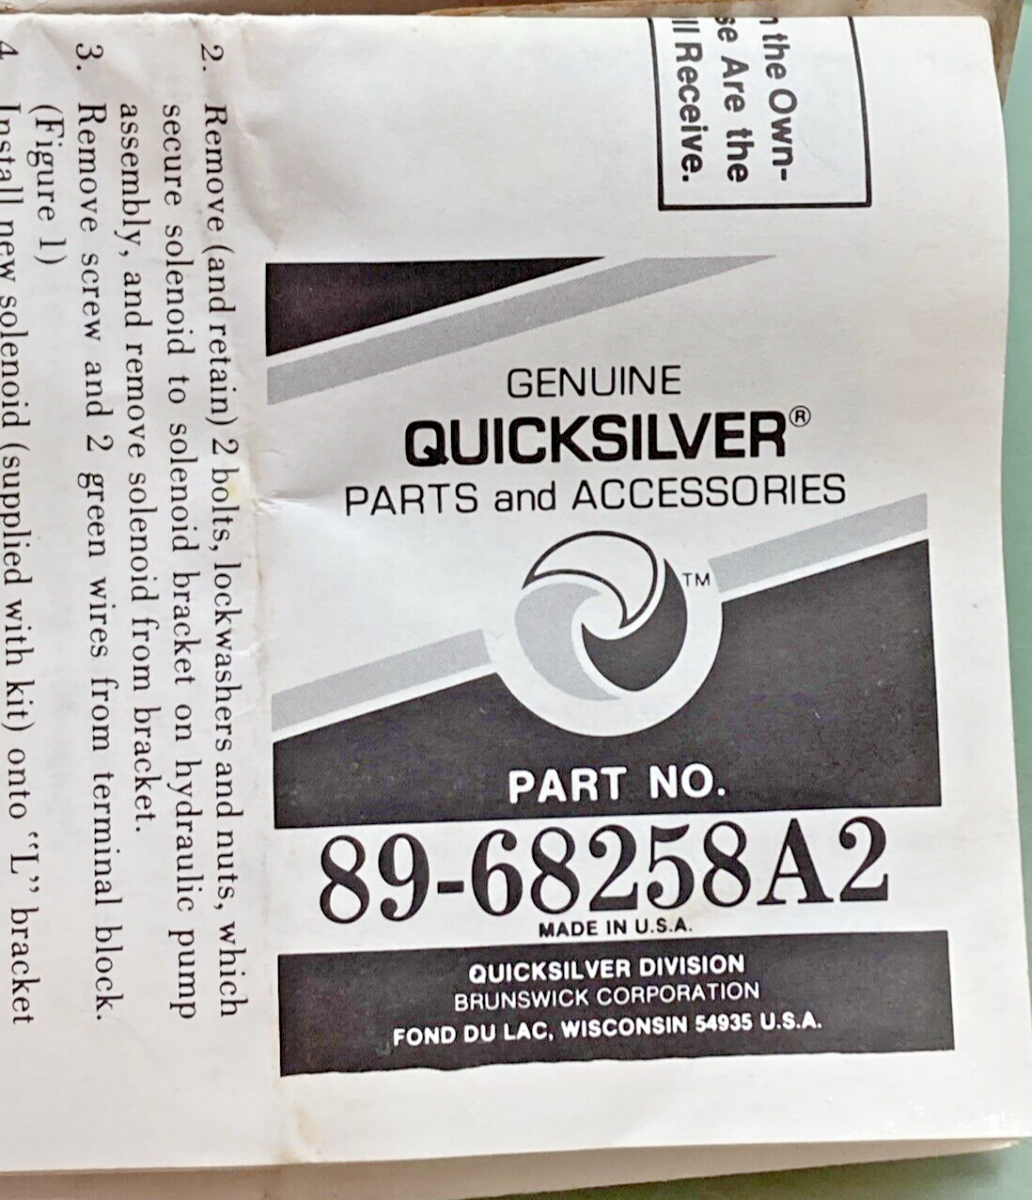 n the Own-
se Are the
ll Receive.
GENUINE
QUICKSILVER®
PARTS and ACCESSORIES
TM
PART NO.
89-68258A2
MADE IN U.S.A.
QUICKSILVER DIVISION
BRUNSWICK CORPORATION
FOND DU LAC, WISCONSIN 54935 U.S.A.
2. Remove (and retain) 2 bolts, lockwashers and nuts, which
secure solenoid to solenoid bracket on hydraulic pump
assembly, and remove solenoid from bracket.
3. Remove screw and 2 green wires from terminal block.
(Figure 1)
4. Install new solenoid (supplied with kit) onto "L" bracket